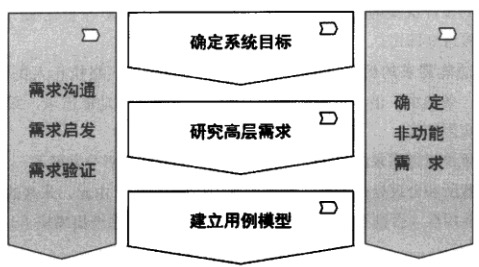 需求沟通
需求启发
需求验证
确定系统目标
研究高层需求
建立用例模型
确 定
非功能
需 求